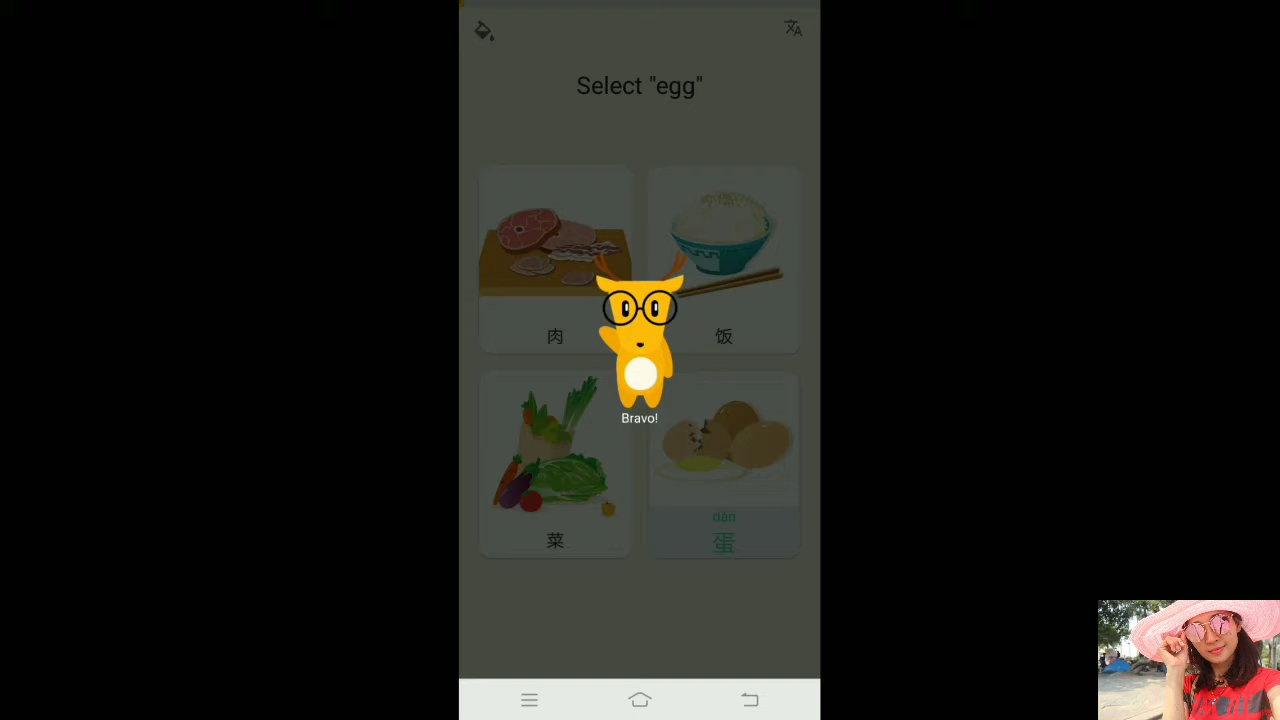 Select "egg"
肉
饭
Bravo!
菜
dàn
蛋